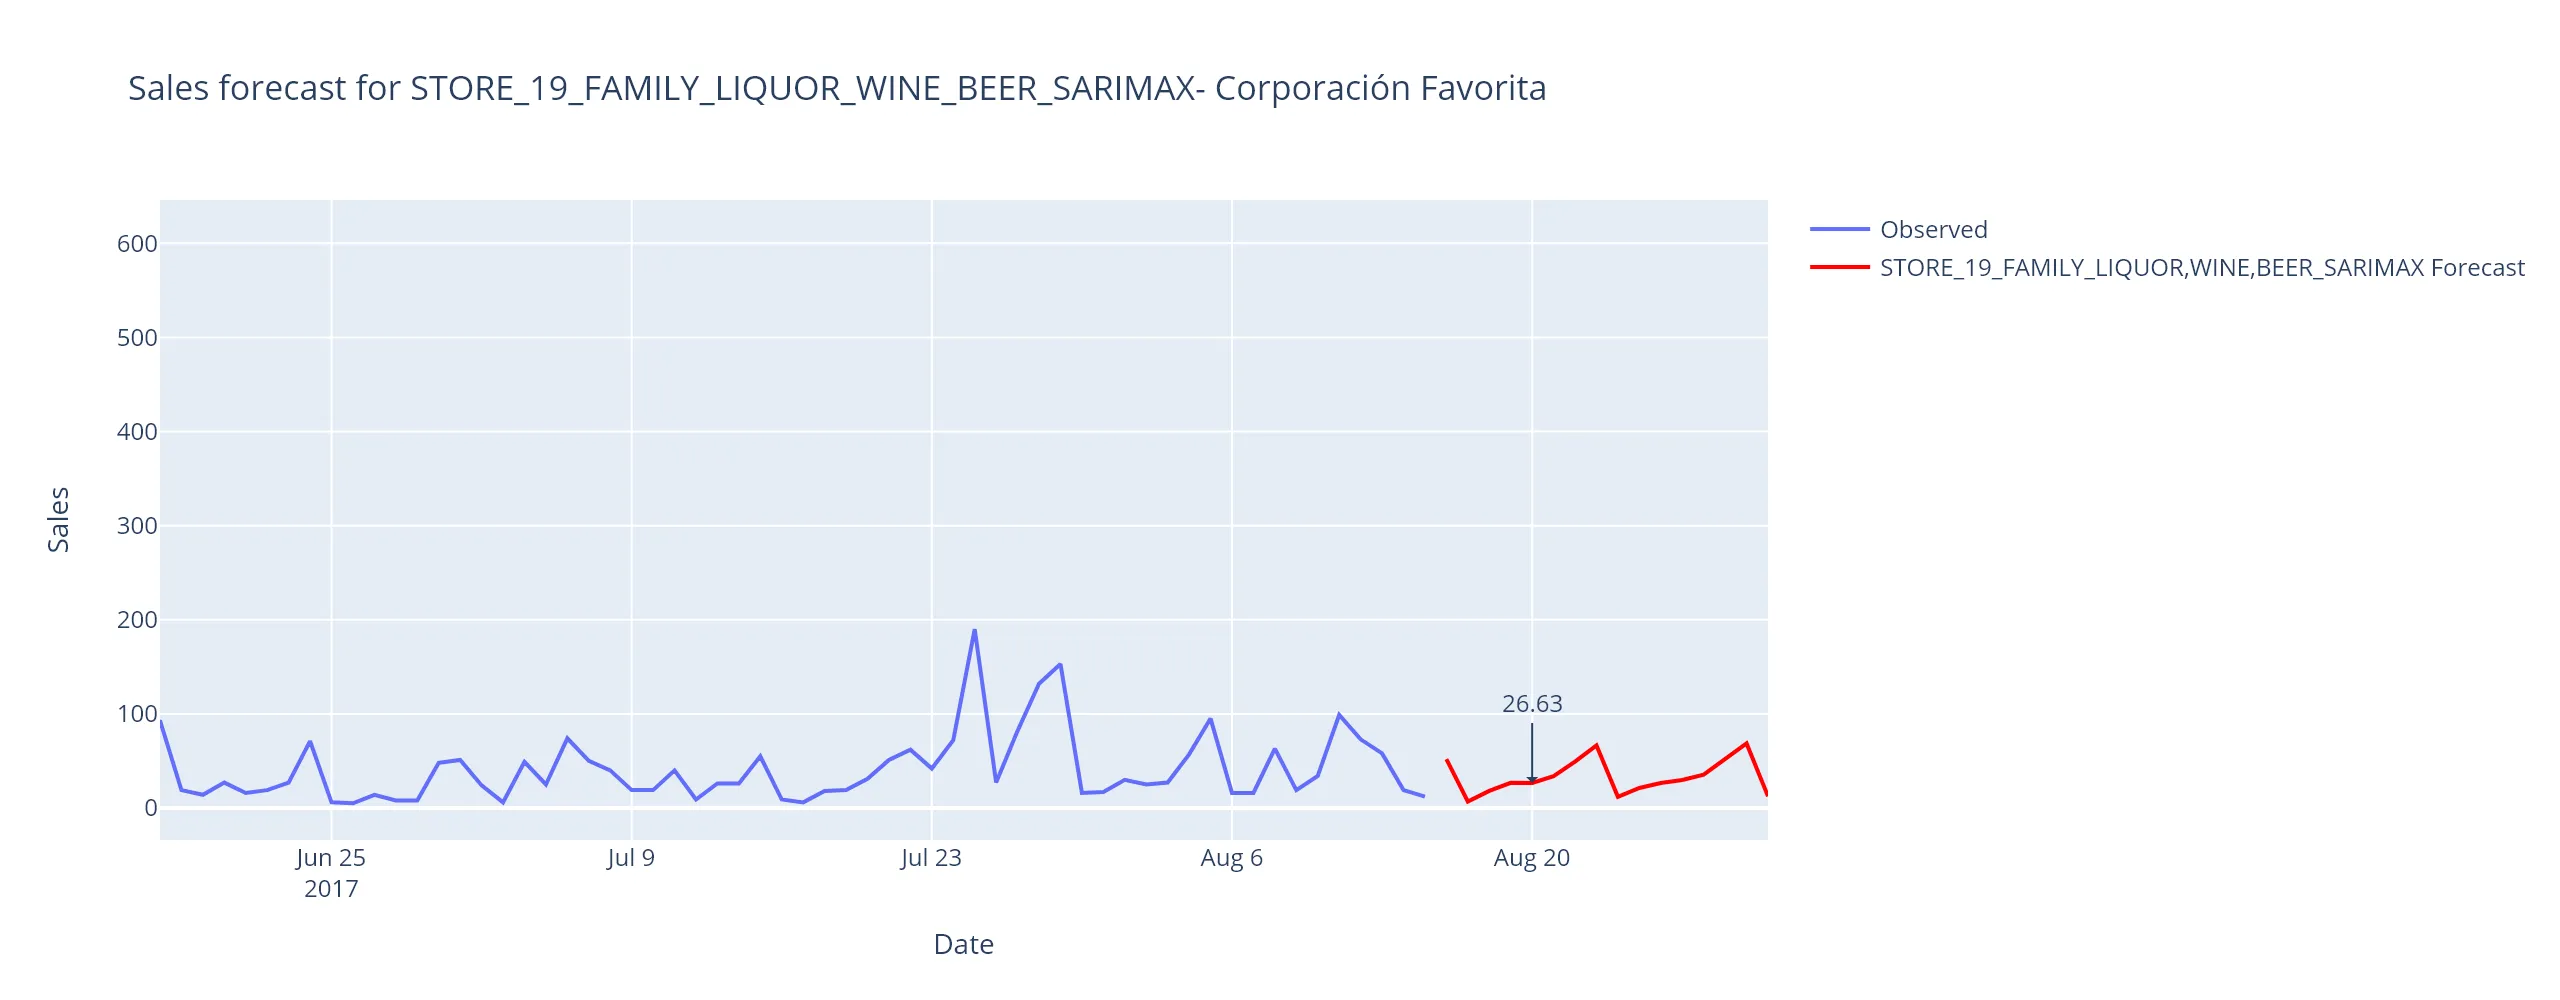 Sales forecast for STORE_19_FAMILY_LIQUOR_WINE_BEER_SARIMAX- Corporación Favorita
Observed
STORE_19_FAMILY_LIQUOR,WINE,BEER_SARIMAX Forecast
600
500
400
300
200
100
0
Sales
26.63
Jun 25
2017
Jul 9
Jul 23
Aug 6
Aug 20
Date